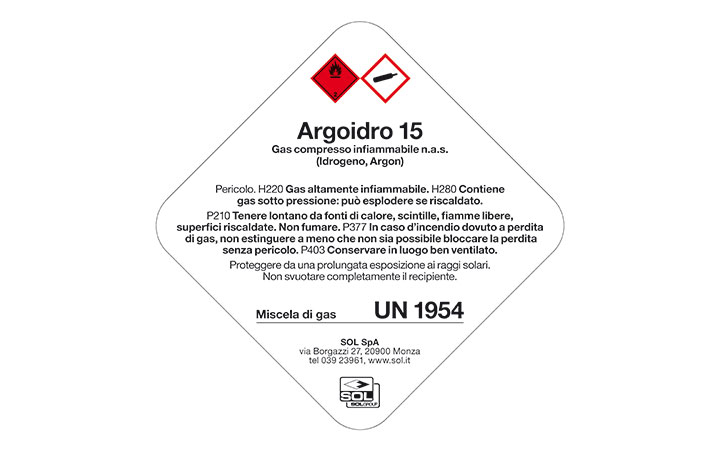 Argoidro 15
Gas compresso infiammabile n.a.s.
(Idrogeno, Argon)
Pericolo. H220 Gas altamente infiammabile. H280 Contiene
gas sotto pressione: può esplodere se riscaldato.
P210 Tenere lontano da fonti di calore, scintille, fiamme libere,
superfici riscaldate. Non fumare. P377 In caso d’incendio dovuto a perdita
di gas, non estinguere a meno che non sia possibile bloccare la perdita
senza pericolo. P403 Conservare in luogo ben ventilato.
Proteggere da una prolungata esposizione ai raggi solari.
Non svuotare completamente il recipiente.
Miscela di gas UN 1954
SOL SpA
via Borgazzi 27, 20900 Monza
tel 039 23961, www.sol.it
SOL
SOLGROUP